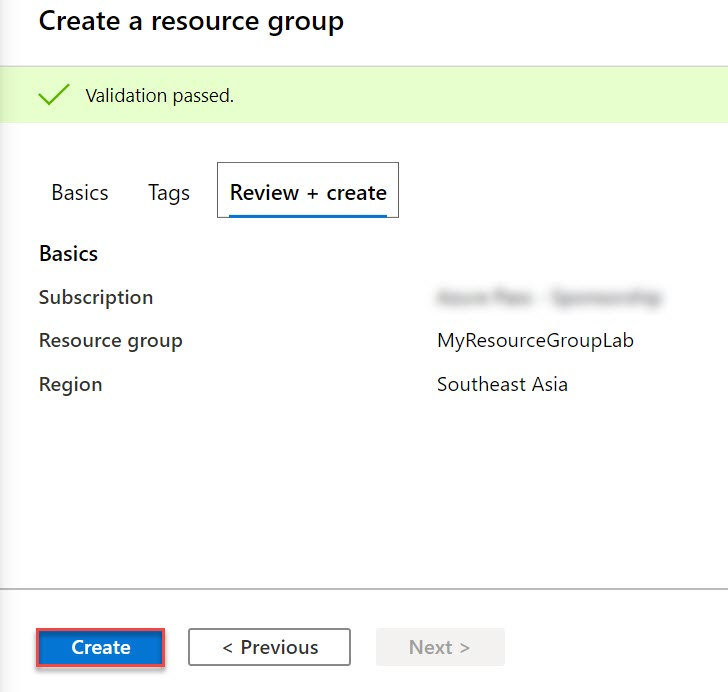 Create a resource group
Validation passed.
Basics Tags Review + create
Basics
Subscription
Resource group MyResourceGroupLab
Region Southeast Asia
Create < Previous Next >